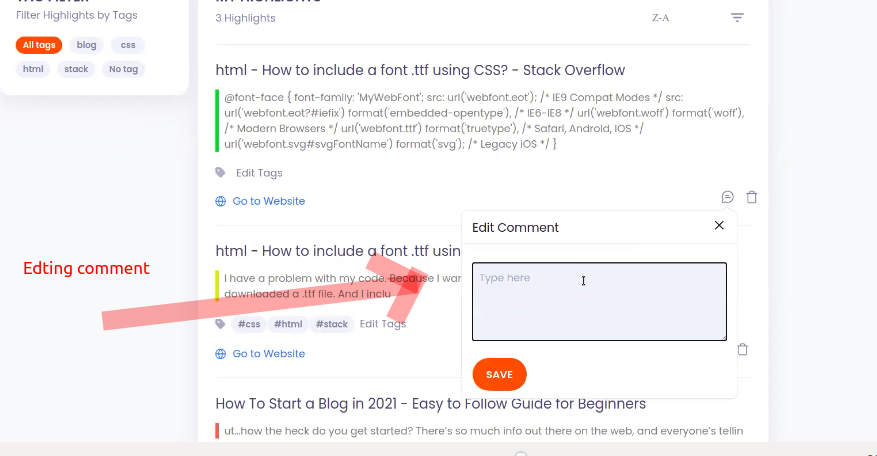 Filter Highlights by Tags
All tags
blog
css
html
stack
No tag
3 Highlights
Z-A
html - How to include a font .ttf using CSS? - Stack Overflow
@font-face { font-family: 'MyWebFont'; src: url('webfont.eot'); /* IE9 Compat Modes */ src:
url('webfont.eot?#iefix') format('embedded-opentype'), /* IE6-IE8 */ url('webfont.woff') format('woff'),
/* Modern Browsers */ url('webfont.ttf') format('truetype'), /* Safari, Android, iOS */
url('webfont.svg#svgFontName') format('svg'); /* Legacy iOS */ }
Edit Tags
Go to Website
Edit Comment
Type here
SAVE
Edting comment
html - How to include a font .ttf usin
I have a problem with my code. Because I war
downloaded a .ttf file. And I inclu
#css
#html
#stack
Edit Tags
Go to Website
How To Start a Blog in 2021 - Easy to Follow Guide for Beginners
ut...how the heck do you get started? There's so much info out there on the web, and everyone's tellin